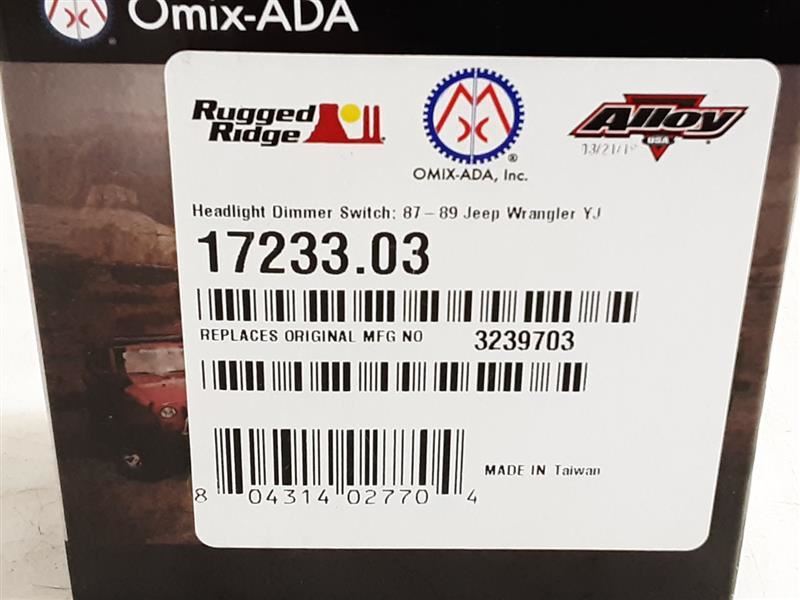 Omix-ADA
Rugged Ridge
OMIX-ADA, Inc.
Alloy
USA
Headlight Dimmer Switch; 87-89 Jeep Wrangler YJ
17233.03
REPLACES ORIGINAL MFG NO 3239703
MADE IN Taiwan
8 04314 02770 4